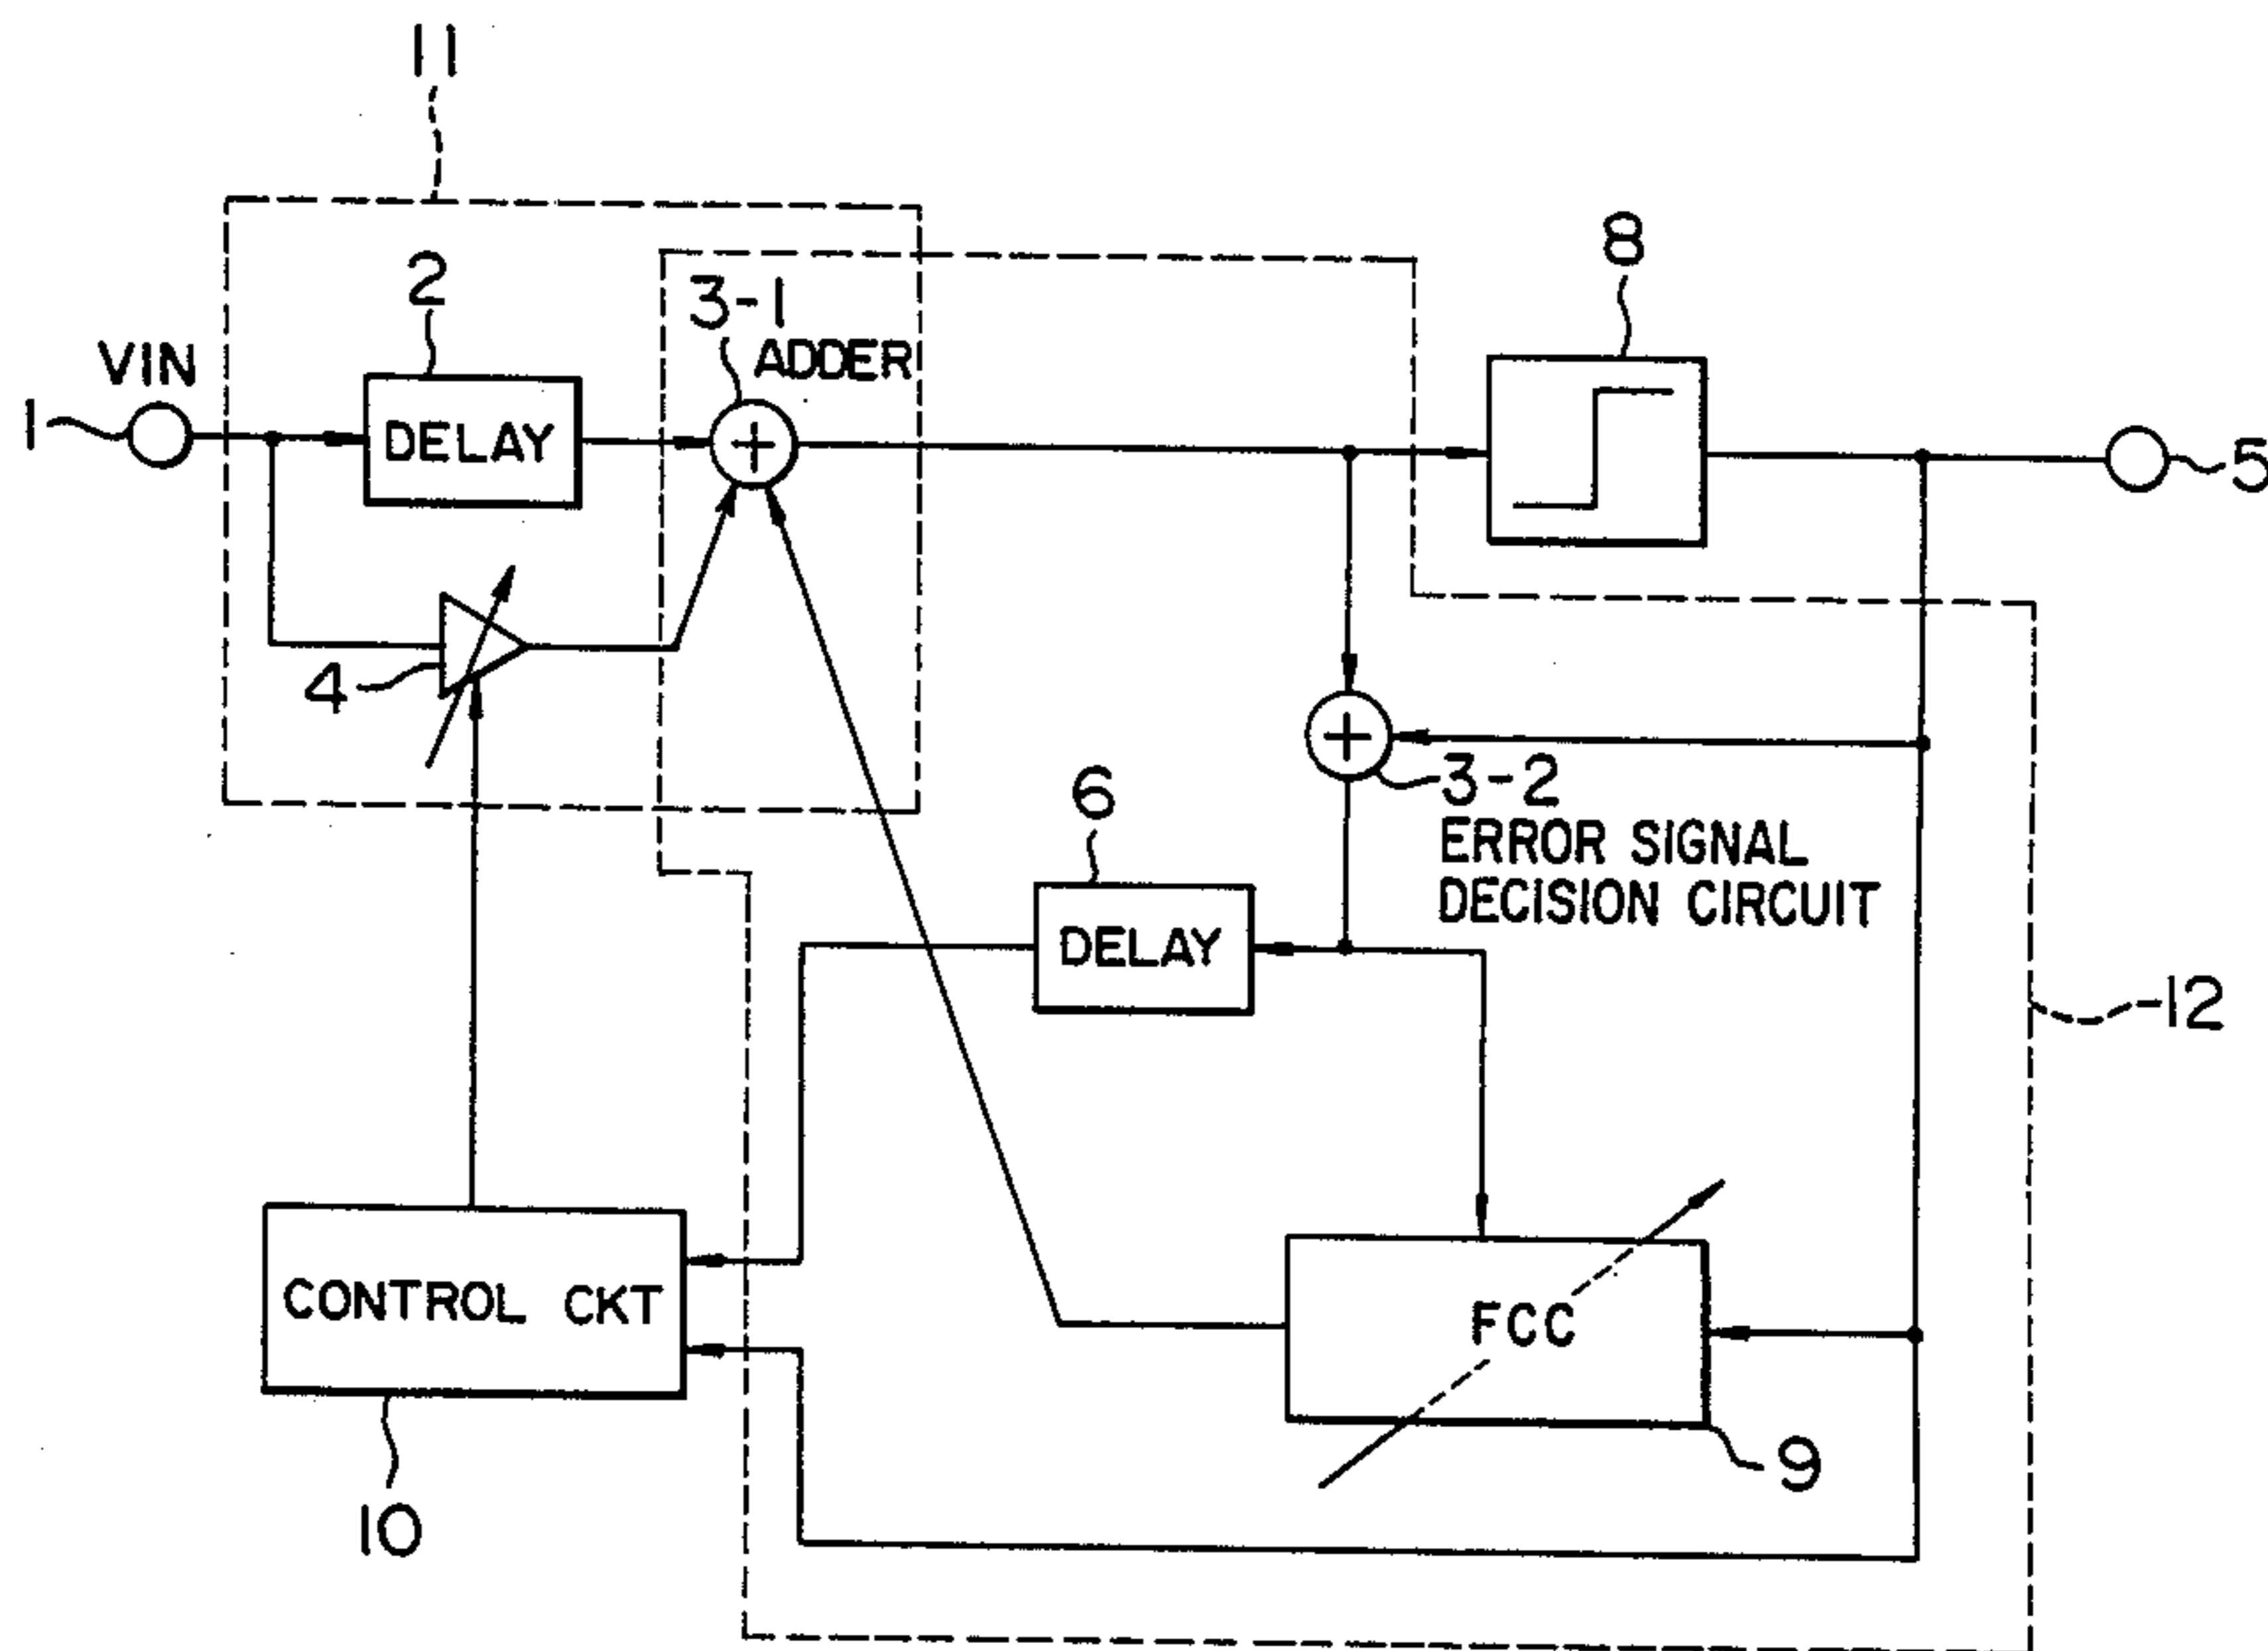 11
2
3-1
ADDER
8
VIN
1
DELAY
+
5
4
+
3-2
6
ERROR SIGNAL
DECISION CIRCUIT
DELAY
12
CONTROL CKT
FCC
9
10